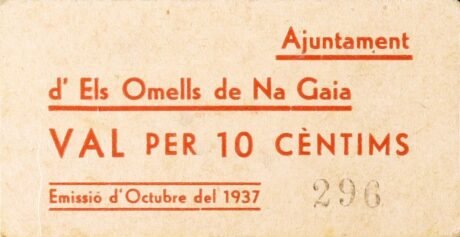 Ajuntament
d' Els Omells de Na Gaia
VAL PER 10 CÈNTIMS
Emissió d'Octubre del 1937
296